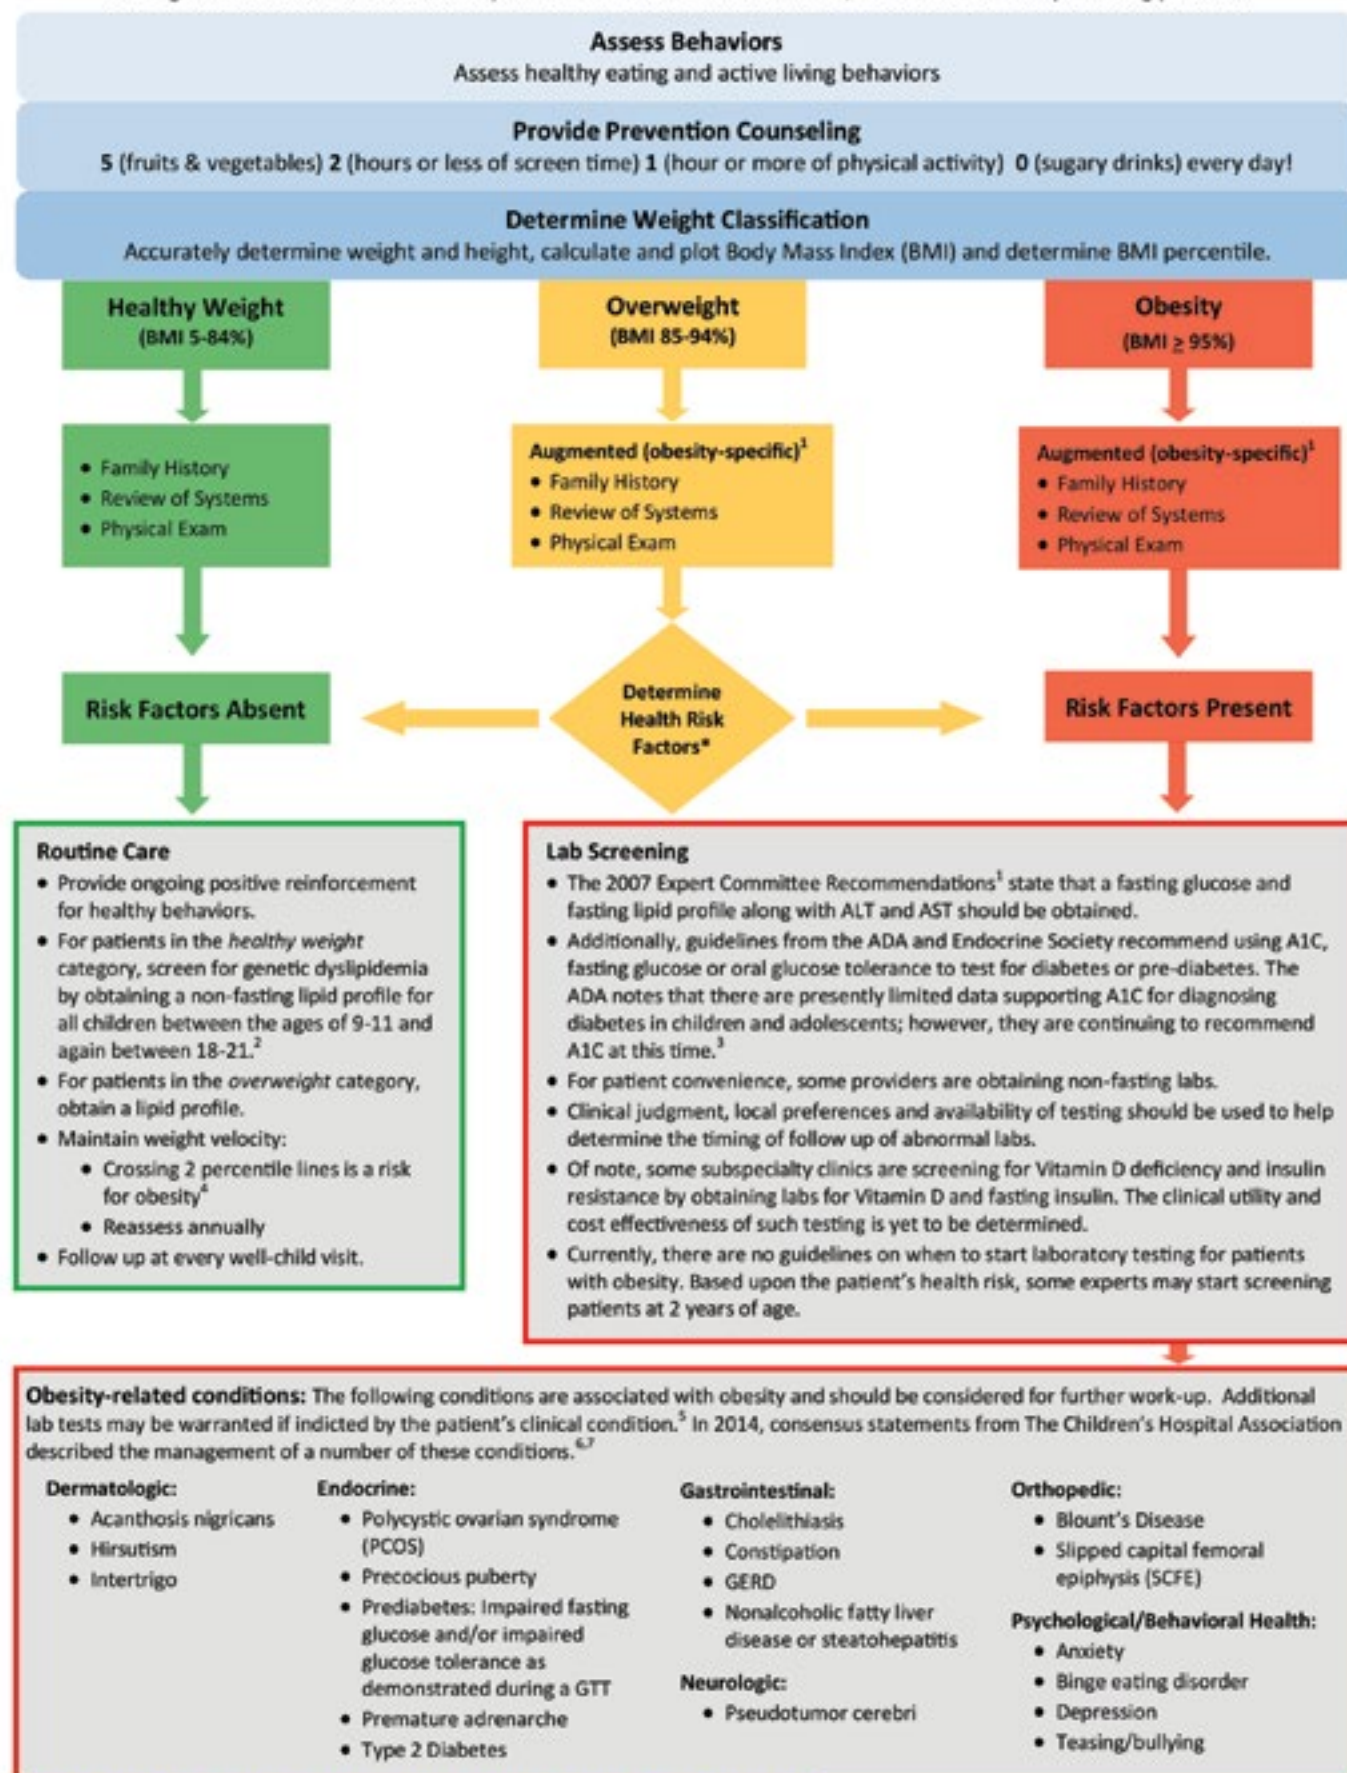 Assess Behaviors
Assess healthy eating and active living behaviors
Provide Prevention Counseling
5 (fruits & vegetables) 2 (hours or less of screen time) 1 (hour or more of physical activity) 0 (sugary drinks) every day!
Determine Weight Classification
Accurately determine weight and height, calculate and plot Body Mass Index (BMI) and determine BMI percentile.
Healthy Weight
(BMI 5-84%)
Overweight
(BMI 85-94%)
Obesity
(BMI ≥ 95%)
• Family History
• Review of Systems
• Physical Exam
Augmented (obesity-specific)1
• Family History
• Review of Systems
• Physical Exam
Augmented (obesity-specific)1
• Family History
• Review of Systems
• Physical Exam
Risk Factors Absent
Determine
Health Risk
Factors*
Risk Factors Present
Routine Care
• Provide ongoing positive reinforcement
for healthy behaviors.
• For patients in the healthy weight
category, screen for genetic dyslipidemia
by obtaining a non-fasting lipid profile for
all children between the ages of 9-11 and
again between 18-21.2
• For patients in the overweight category,
obtain a lipid profile.
• Maintain weight velocity:
• Crossing 2 percentile lines is a risk
for obesity4
• Reassess annually
• Follow up at every well-child visit.
Lab Screening
• The 2007 Expert Committee Recommendations1 state that a fasting glucose and
fasting lipid profile along with ALT and AST should be obtained.
• Additionally, guidelines from the ADA and Endocrine Society recommend using A1C,
fasting glucose or oral glucose tolerance to test for diabetes or pre-diabetes. The
ADA notes that there are presently limited data supporting A1C for diagnosing
diabetes in children and adolescents; however, they are continuing to recommend
A1C at this time.3
• For patient convenience, some providers are obtaining non-fasting labs.
• Clinical judgment, local preferences and availability of testing should be used to help
determine the timing of follow up of abnormal labs.
• Of note, some subspecialty clinics are screening for Vitamin D deficiency and insulin
resistance by obtaining labs for Vitamin D and fasting insulin. The clinical utility and
cost effectiveness of such testing is yet to be determined.
• Currently, there are no guidelines on when to start laboratory testing for patients
with obesity. Based upon the patient's health risk, some experts may start screening
patients at 2 years of age.
Obesity-related conditions: The following conditions are associated with obesity and should be considered for further work-up. Additional
lab tests may be warranted if indicted by the patient's clinical condition.5 In 2014, consensus statements from The Children's Hospital Association
described the management of a number of these conditions.6,7
Dermatologic:
• Acanthosis nigricans
• Hirsutism
• Intertrigo
Endocrine:
• Polycystic ovarian syndrome
(PCOS)
• Precocious puberty
• Prediabetes: Impaired fasting
glucose and/or impaired
glucose tolerance as
demonstrated during a GTT
• Premature adrenarche
• Type 2 Diabetes
Gastrointestinal:
• Cholelithiasis
• Constipation
• GERD
• Nonalcoholic fatty liver
disease or steatohepatitis
Neurologic:
• Pseudotumor cerebri
Orthopedic:
• Blount's Disease
• Slipped capital femoral
epiphysis (SCFE)
Psychological/Behavioral Health:
• Anxiety
• Binge eating disorder
• Depression
• Teasing/bullying